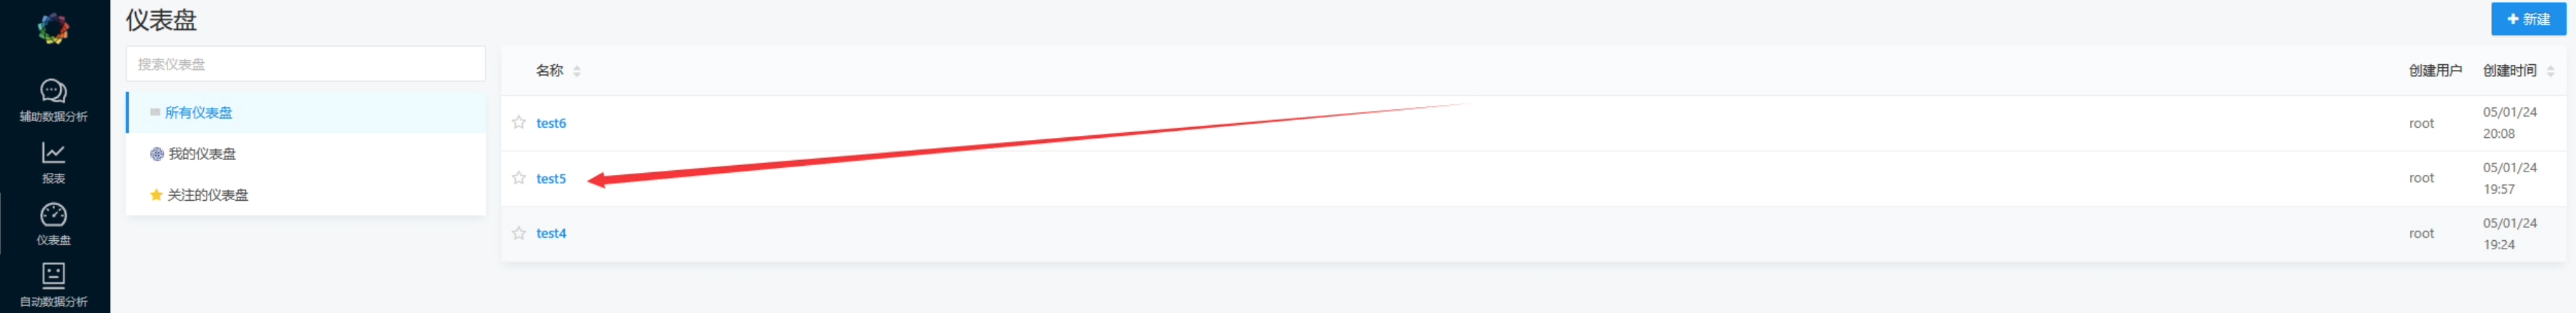 仪表盘
+ 新建
搜索仪表盘
所有仪表盘
我的仪表盘
关注的仪表盘
辅助数据分析
报表
仪表盘
自动数据分析
名称 创建用户 创建时间
test6 root 05/01/24
20:08
test5 root 05/01/24
19:57
test4 root 05/01/24
19:24